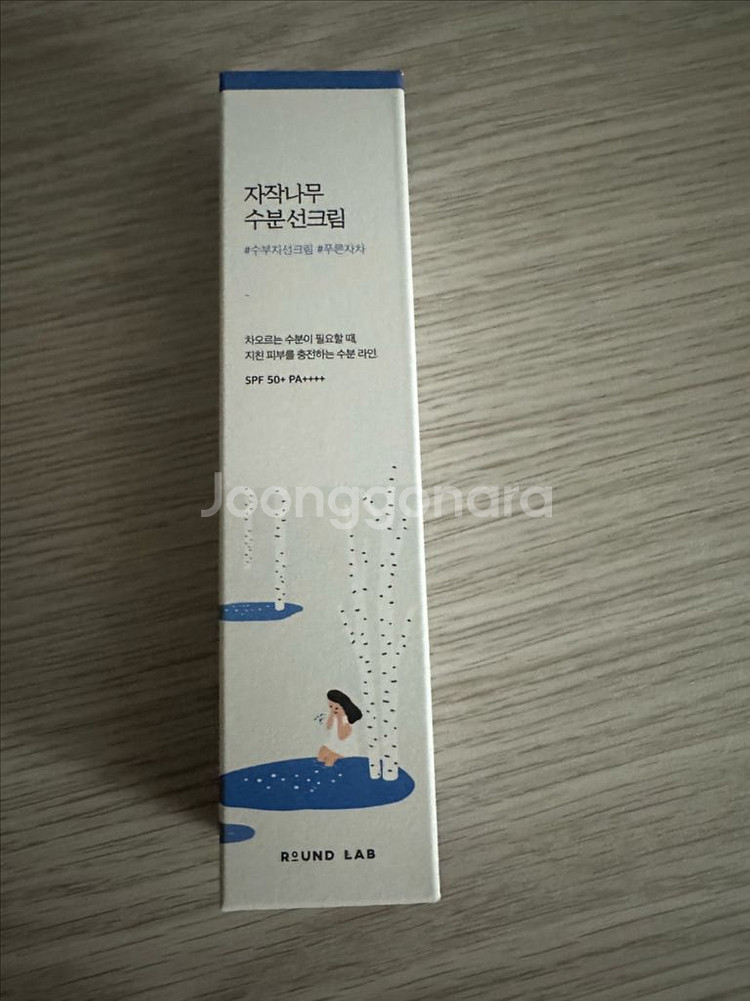 자작나무
수분선크림
#수부지선크림 #푸른자차
-
차오르는 수분이 필요할 때,
지친 피부를 충전하는 수분 라인.
SPF 50+ PA++++
Joonggonara
ROUND LAB